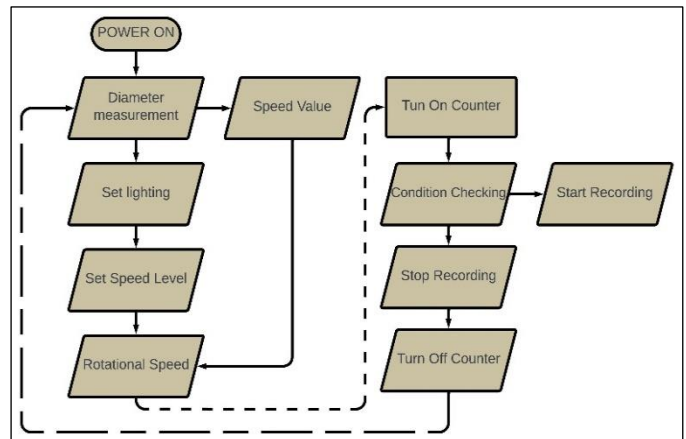 POWER ON
Diameter
measurement
Speed Value
Tun On Counter
Set lighting
Condition Checking
Start Recording
Set Speed Level
Stop Recording
Rotational Speed
Turn Off Counter